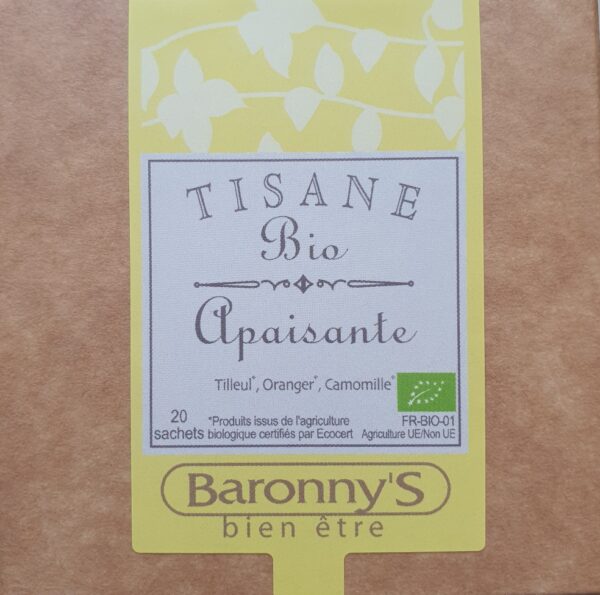 TISANE
Bio
Apaisante
Tilleul*, Oranger*, Camomille*
20 sachets
*Produits issus de l'agriculture
biologique certifiés par Ecocert
FR-BIO-01
Agriculture UE/Non UE
Baronny'S
bien être